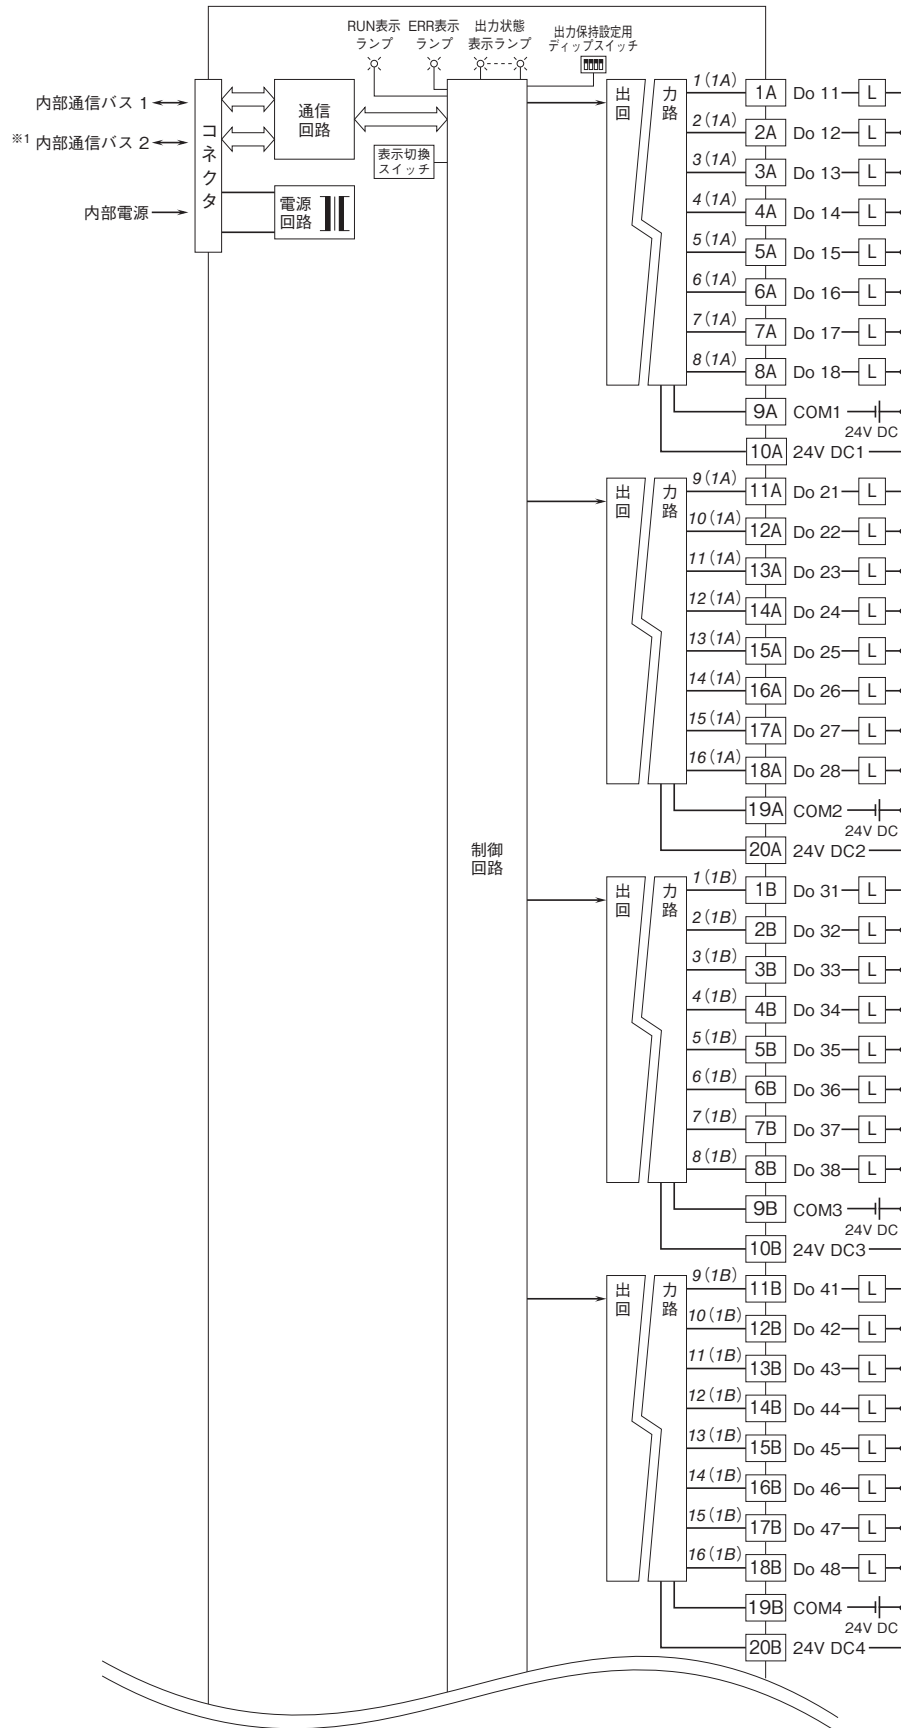 RUN表示
ランプ
ERR表示
ランプ
出力状態
表示ランプ
出力保持設定用
ディップスイッチ
内部通信バス 1
※1 内部通信バス 2
内部電源
コネクタ
通信
回路
電源
回路
表示切換
スイッチ
制御
回路
出力
回路
1(1A) 1A Do 11 L
2(1A) 2A Do 12 L
3(1A) 3A Do 13 L
4(1A) 4A Do 14 L
5(1A) 5A Do 15 L
6(1A) 6A Do 16 L
7(1A) 7A Do 17 L
8(1A) 8A Do 18 L
9A COM1
24V DC
10A 24V DC1
出力
回路
9(1A) 11A Do 21 L
10(1A) 12A Do 22 L
11(1A) 13A Do 23 L
12(1A) 14A Do 24 L
13(1A) 15A Do 25 L
14(1A) 16A Do 26 L
15(1A) 17A Do 27 L
16(1A) 18A Do 28 L
19A COM2
24V DC
20A 24V DC2
出力
回路
1(1B) 1B Do 31 L
2(1B) 2B Do 32 L
3(1B) 3B Do 33 L
4(1B) 4B Do 34 L
5(1B) 5B Do 35 L
6(1B) 6B Do 36 L
7(1B) 7B Do 37 L
8(1B) 8B Do 38 L
9B COM3
24V DC
10B 24V DC3
出力
回路
9(1B) 11B Do 41 L
10(1B) 12B Do 42 L
11(1B) 13B Do 43 L
12(1B) 14B Do 44 L
13(1B) 15B Do 45 L
14(1B) 16B Do 46 L
15(1B) 17B Do 47 L
16(1B) 18B Do 48 L
19B COM4
24V DC
20B 24V DC4